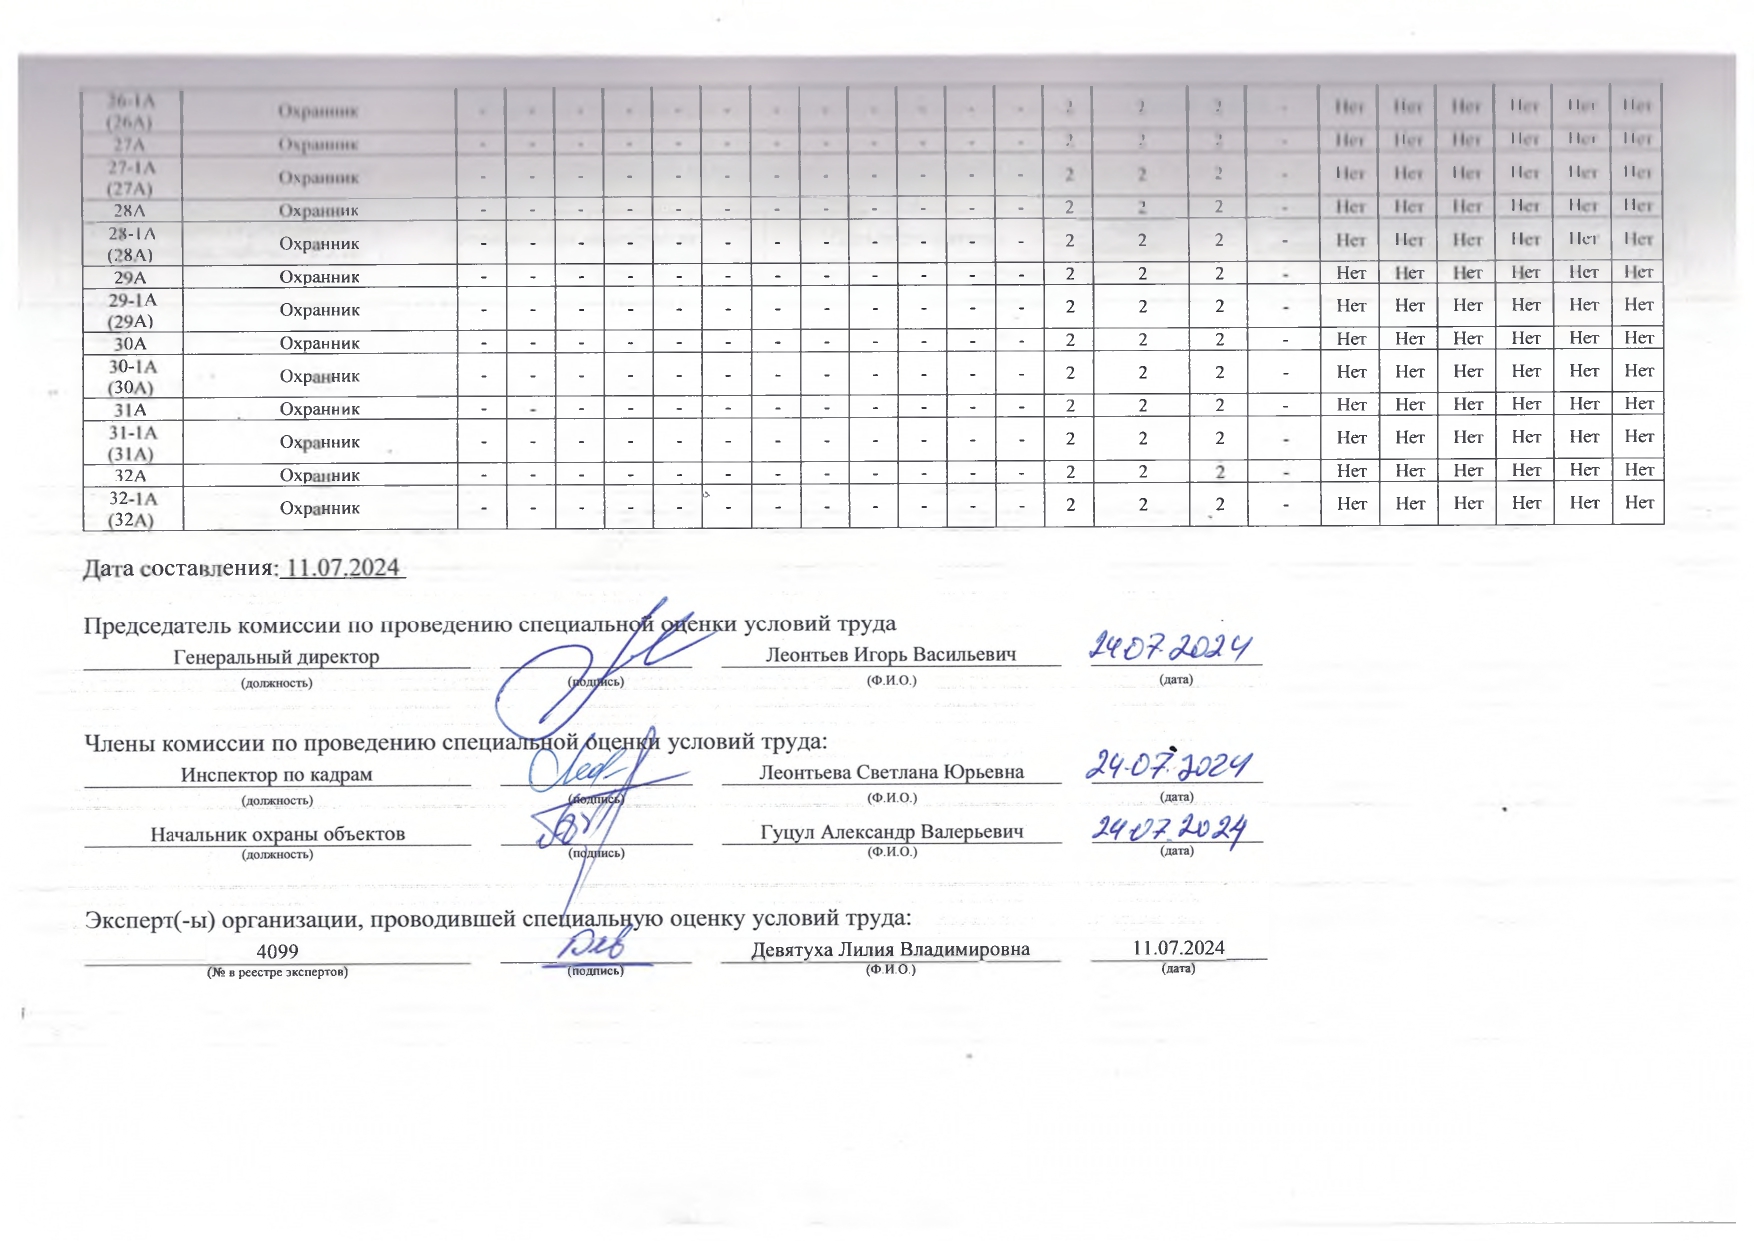 26-1А
(26А) Охранник - - - - - - - - - - - - 2 2 2 - Нет Нет Нет Нет Нет Нет
27А Охранник - - - - - - - - - - - - 2 2 2 - Нет Нет Нет Нет Нет Нет
27-1А
(27А) Охранник - - - - - - - - - - - - 2 2 2 - Нет Нет Нет Нет Нет Нет
28А Охранник - - - - - - - - - - - - 2 2 2 - Нет Нет Нет Нет Нет Нет
28-1А
(28А) Охранник - - - - - - - - - - - - 2 2 2 - Нет Нет Нет Нет Нет Нет
29А Охранник - - - - - - - - - - - - 2 2 2 - Нет Нет Нет Нет Нет Нет
29-1А
(29А) Охранник - - - - - - - - - - - - 2 2 2 - Нет Нет Нет Нет Нет Нет
30А Охранник - - - - - - - - - - - - 2 2 2 - Нет Нет Нет Нет Нет Нет
30-1А
(30А) Охранник - - - - - - - - - - - - 2 2 2 - Нет Нет Нет Нет Нет Нет
31А Охранник - - - - - - - - - - - - 2 2 2 - Нет Нет Нет Нет Нет Нет
31-1А
(31А) Охранник - - - - - - - - - - - - 2 2 2 - Нет Нет Нет Нет Нет Нет
32А Охранник - - - - - - - - - - - - 2 2 2 - Нет Нет Нет Нет Нет Нет
32-1А
(32А) Охранник - - - - - - - - - - - - 2 2 2 - Нет Нет Нет Нет Нет Нет
Дата составления: 11.07.2024
Председатель комиссии по проведению специальной оценки условий труда
Генеральный директор Леонтьев Игорь Васильевич 24.07.2024
(должность) (подпись) (Ф.И.О.) (дата)
Члены комиссии по проведению специальной оценки условий труда:
Инспектор по кадрам Леонтьева Светлана Юрьевна 24.07.2024
(должность) (подпись) (Ф.И.О.) (дата)
Начальник охраны объектов Гуцул Александр Валерьевич 24.07.2024
(должность) (подпись) (Ф.И.О.) (дата)
Эксперт(-ы) организации, проводившей специальную оценку условий труда:
4099 Девятуха Лилия Владимировна 11.07.2024
(№ в реестре экспертов) (подпись) (Ф.И.О.) (дата)